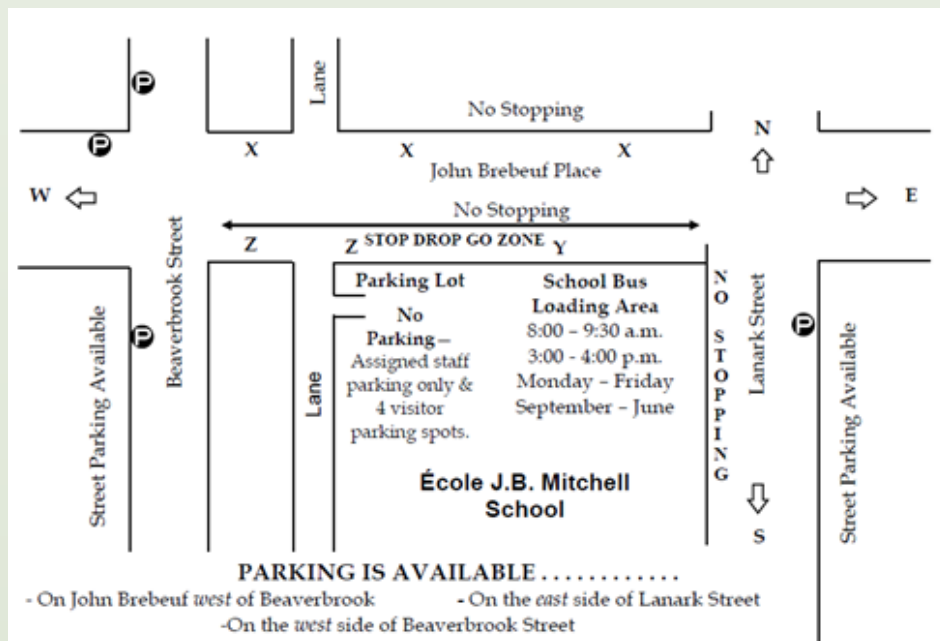 Lane
No Stopping
P
P
N
X X X
John Brebeuf Place
W E
No Stopping
Z Z STOP DROP GO ZONE Y
Beaverbrook Street
Street Parking Available
P
Parking Lot
No
Parking –
Assigned staff
parking only &
4 visitor
parking spots.
Lane
School Bus
Loading Area
8:00 – 9:30 a.m.
3:00 - 4:00 p.m.
Monday – Friday
September – June
NO STOPPING
Lanark Street
P
Street Parking Available
École J.B. Mitchell
School
S
PARKING IS AVAILABLE . . . . . . . . . . . .
- On John Brebeuf west of Beaverbrook - On the east side of Lanark Street
-On the west side of Beaverbrook Street